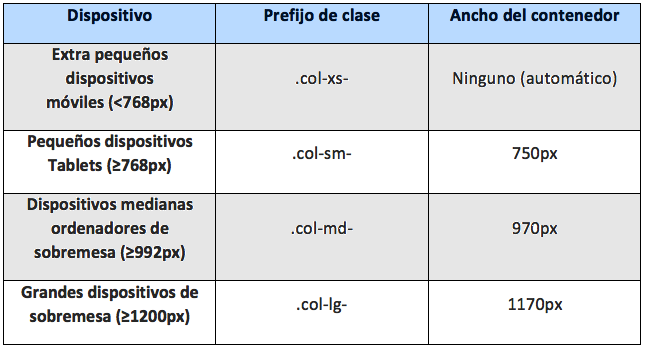 Dispositivo Prefijo de clase Ancho del contenedor
Extra pequeños
dispositivos
móviles (<768px)
.col-xs- Ninguno (automático)
Pequeños dispositivos
Tablets (≥768px)
.col-sm- 750px
Dispositivos medianas
ordenadores de
sobremesa (≥992px)
.col-md- 970px
Grandes dispositivos de
sobremesa (≥1200px)
.col-lg- 1170px